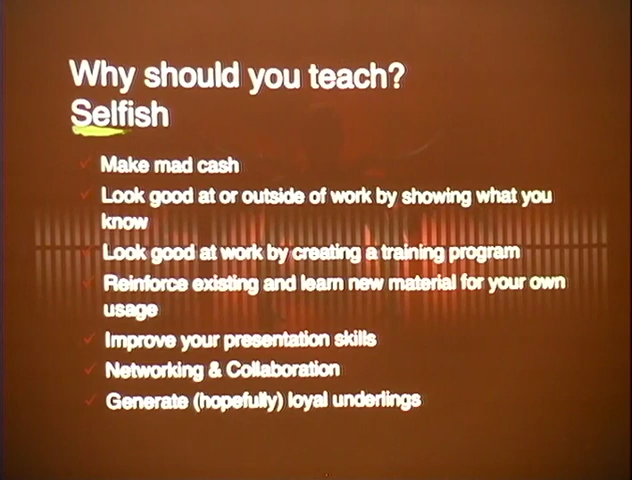 Why should you teach?
Selfish
Make mad cash
Look good at or outside of work by showing what you
know
Look good at work by creating a training program
Reinforce existing and learn new material for your own
usage
Improve your presentation skills
Networking & Collaboration
Generate (hopefully) loyal underlings